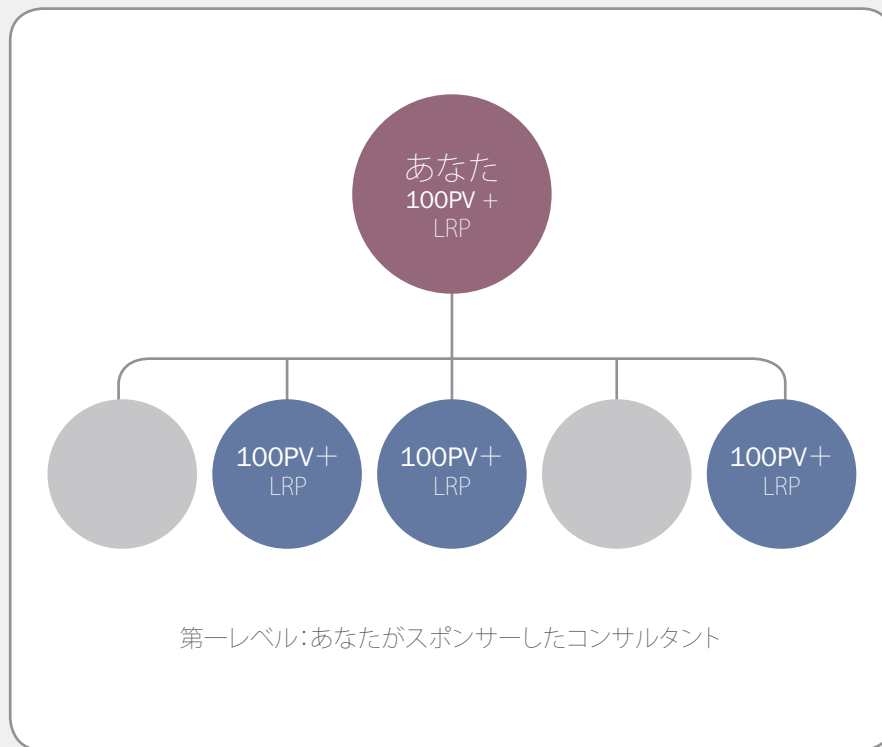 あなた
100PV +
LRP
100PV＋
LRP
100PV＋
LRP
100PV＋
LRP
第一レベル：あなたがスポンサーしたコンサルタント